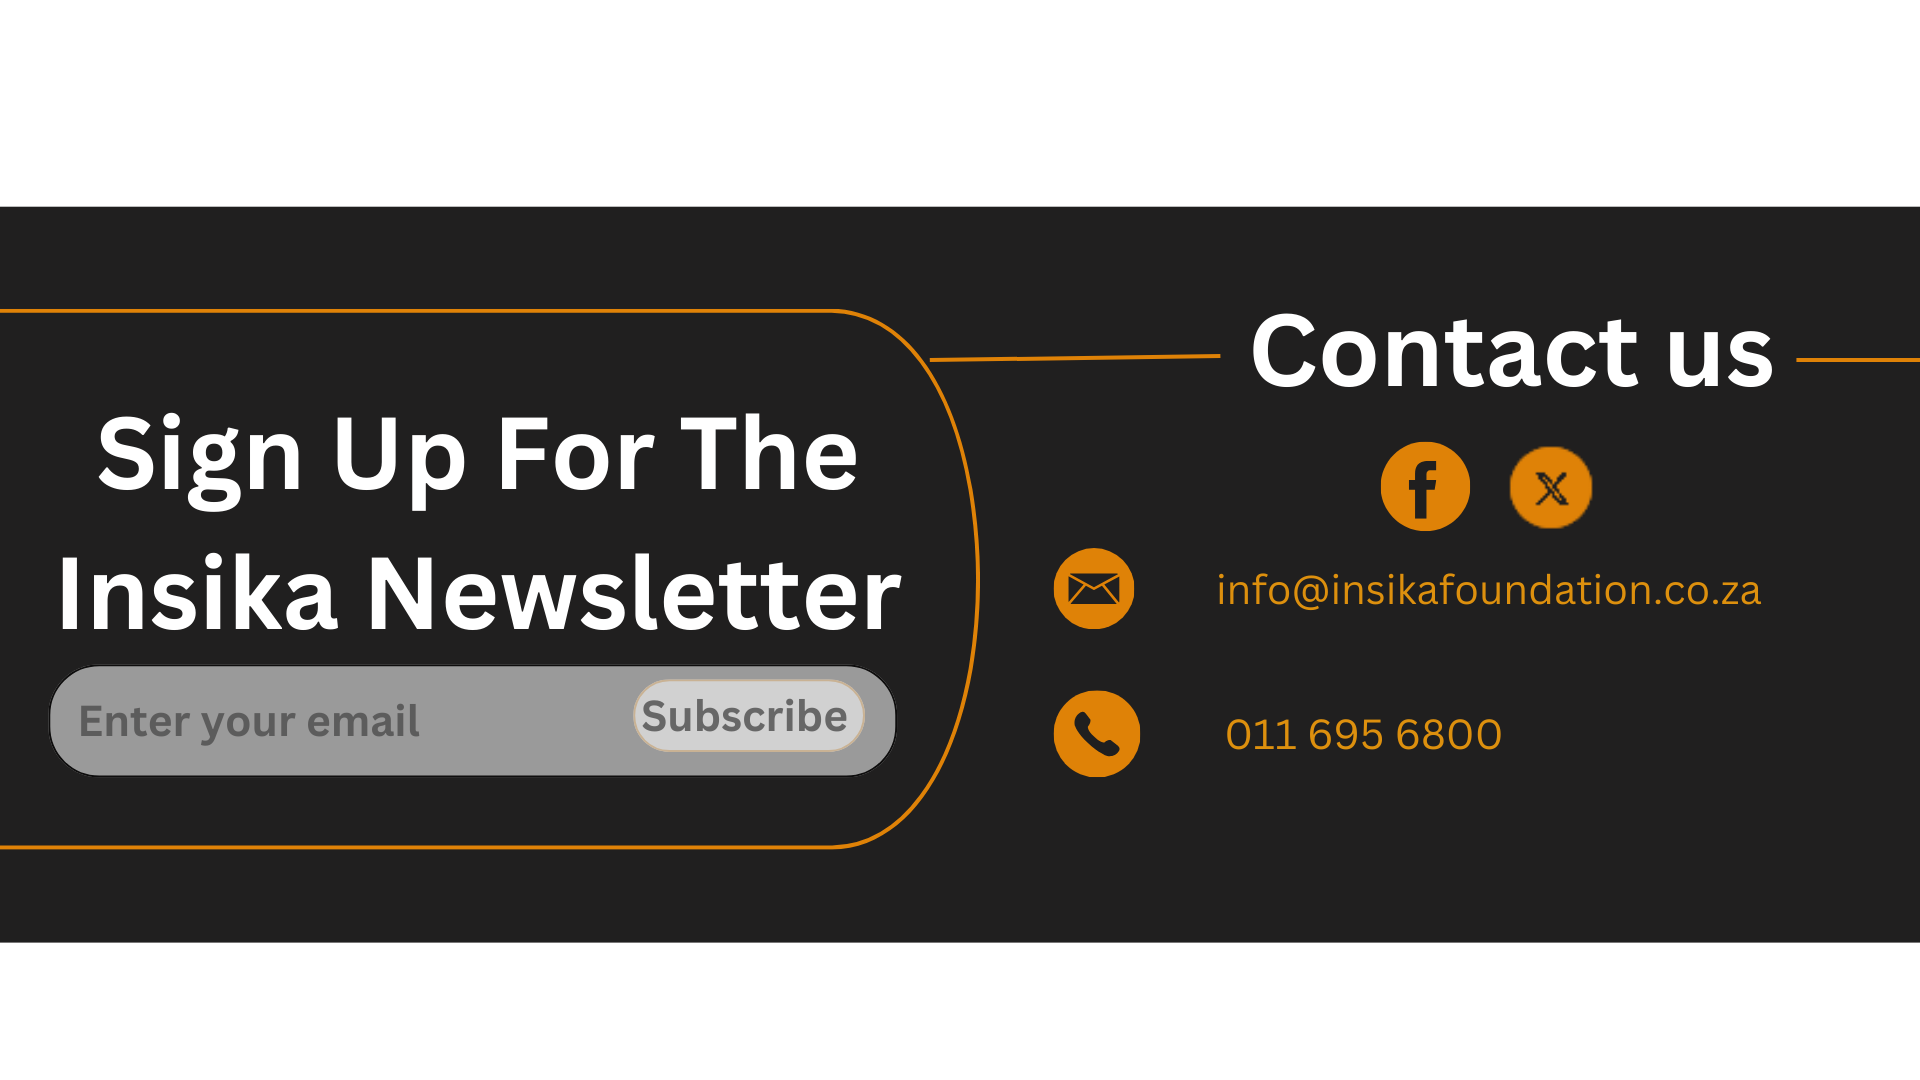 Sign Up For The
Insika Newsletter
Enter your email
Subscribe
Contact us
info@insikafoundation.co.za
011 695 6800